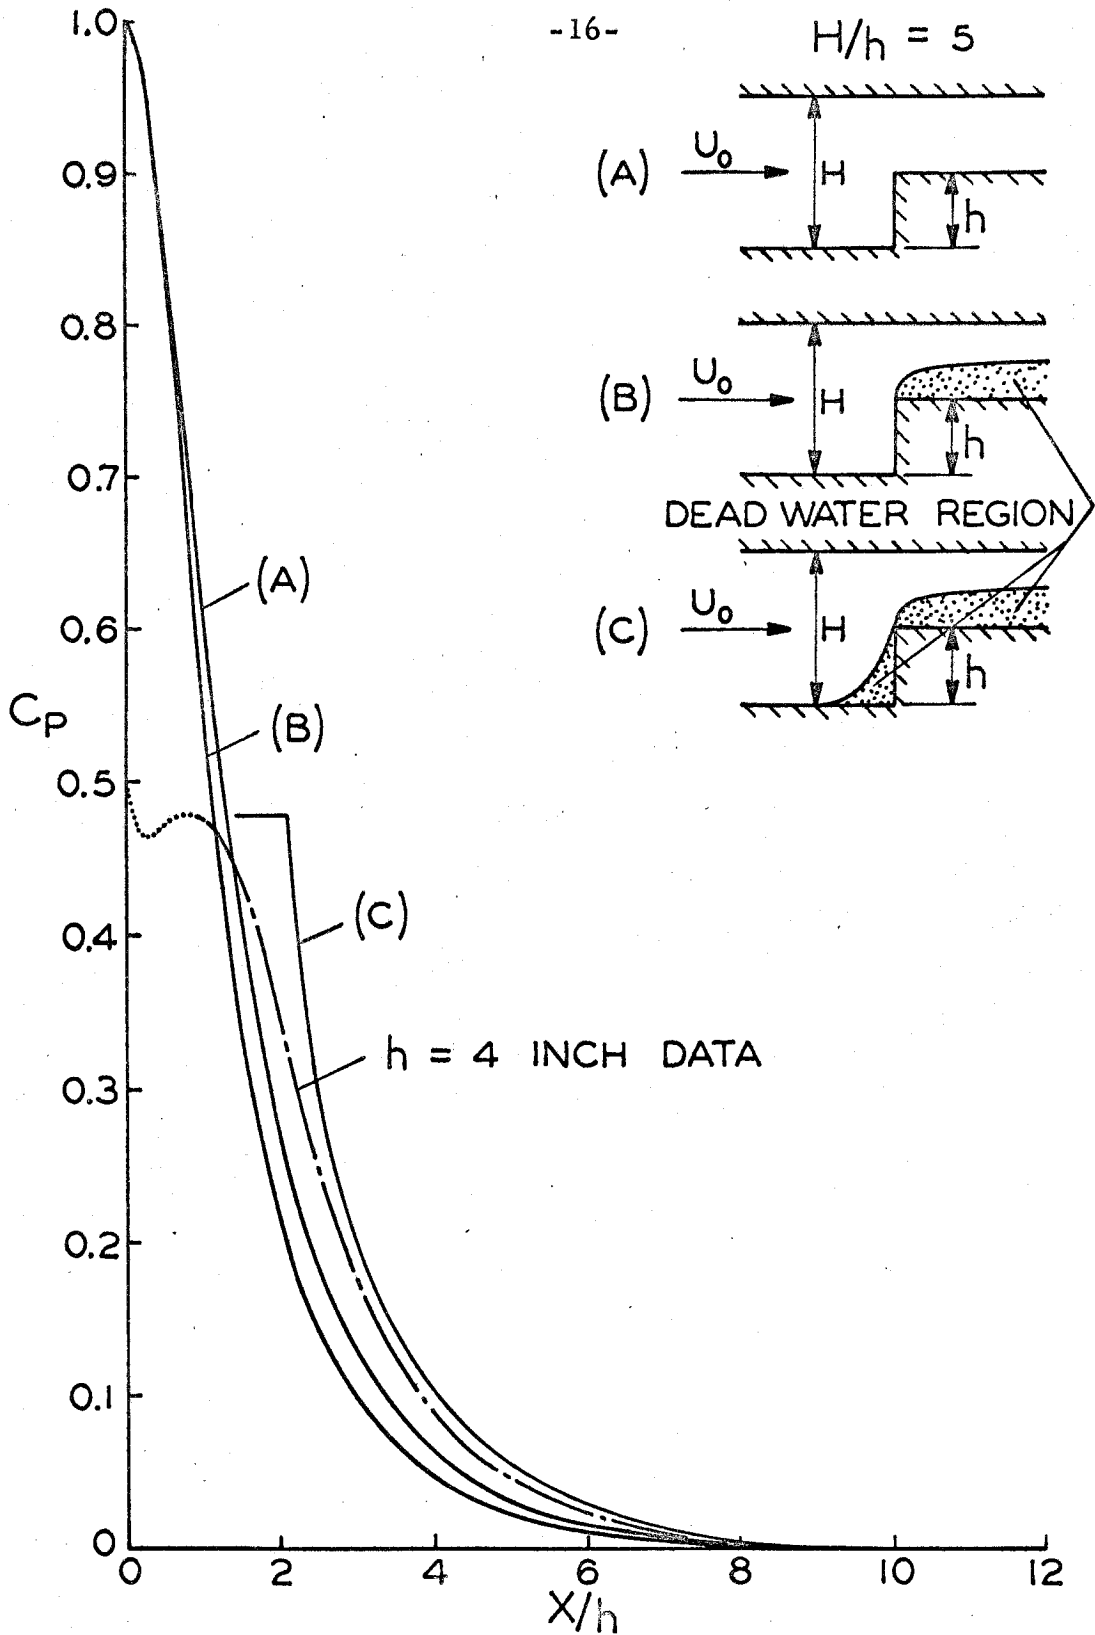 -16-
H/h = 5
1.0
0.9
0.8
0.7
0.6
0.5
0.4
0.3
0.2
0.1
0
Cp
(A)
U₀
H
h
(B)
U₀
H
h
DEAD WATER REGION
(C)
U₀
H
h
(A)
(B)
(C)
h = 4 INCH DATA
0 2 4 6 8 10 12
X/h